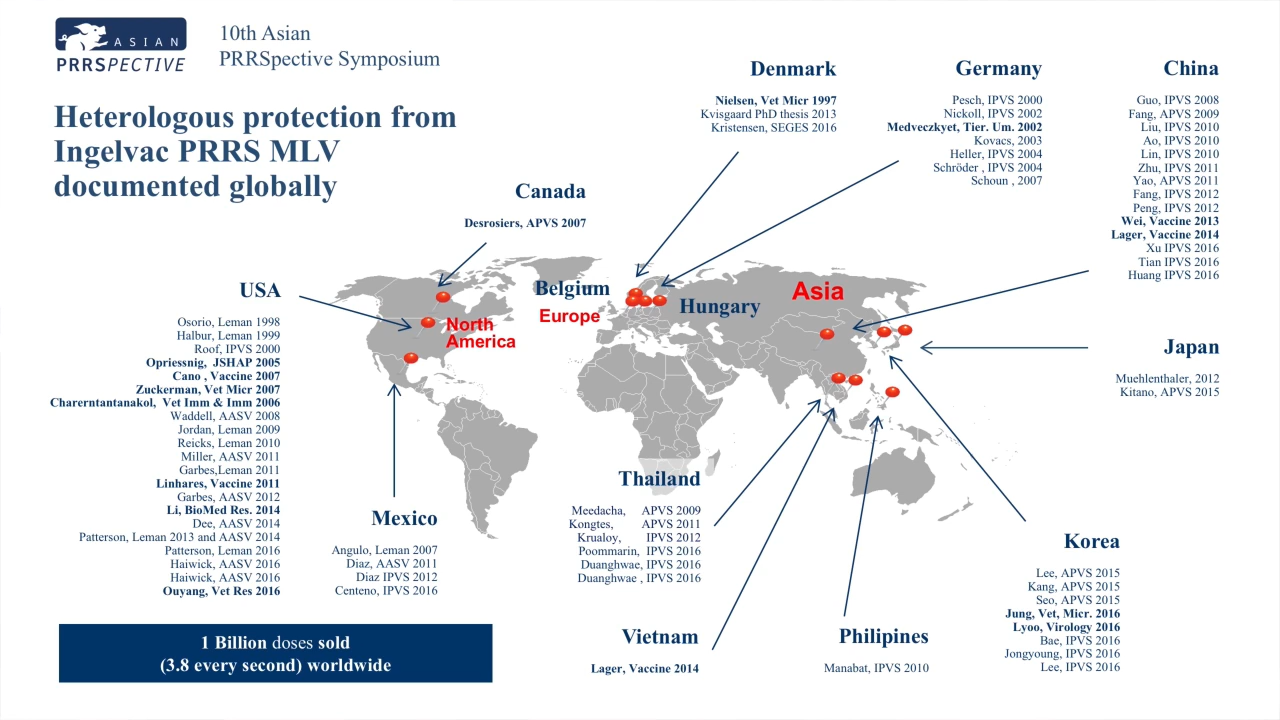 ASIAN
PRRSPECTIVE
10th Asian
PRRSpective Symposium
Heterologous protection from
Ingelvac PRRS MLV
documented globally
Denmark
Nielsen, Vet Micr 1997
Kvisgaard PhD thesis 2013
Kristensen, SEGES 2016
Germany
Pesch, IPVS 2000
Nickoll, IPVS 2002
Medveczkyet, Tier. Um. 2002
Kovacs, 2003
Heller, IPVS 2004
Schröder , IPVS 2004
Schoun , 2007
China
Guo, IPVS 2008
Fang, APVS 2009
Liu, IPVS 2010
Ao, IPVS 2010
Lin, IPVS 2010
Zhu, IPVS 2011
Yao, APVS 2011
Fang, IPVS 2012
Peng, IPVS 2012
Wei, Vaccine 2013
Lager, Vaccine 2014
Xu IPVS 2016
Tian IPVS 2016
Huang IPVS 2016
Canada
Desrosiers, APVS 2007
USA
Osorio, Leman 1998
Halbur, Leman 1999
Roof, IPVS 2000
Opriessnig, JSHAP 2005
Cano , Vaccine 2007
Zuckerman, Vet Micr 2007
Charerntantanakol, Vet Imm & Imm 2006
Waddell, AASV 2008
Jordan, Leman 2009
Reicks, Leman 2010
Miller, AASV 2011
Garbes,Leman 2011
Linhares, Vaccine 2011
Garbes, AASV 2012
Li, BioMed Res. 2014
Dee, AASV 2014
Patterson, Leman 2013 and AASV 2014
Patterson, Leman 2016
Haiwick, AASV 2016
Haiwick, AASV 2016
Ouyang, Vet Res 2016
Belgium
Europe
Hungary
Asia
North
America
Japan
Muehlenthaler, 2012
Kitano, APVS 2015
Mexico
Angulo, Leman 2007
Diaz, AASV 2011
Diaz IPVS 2012
Centeno, IPVS 2016
Thailand
Meedacha, APVS 2009
Kongtes, APVS 2011
Krualoy, IPVS 2012
Poommarin, IPVS 2016
Duanghwae, IPVS 2016
Duanghwae , IPVS 2016
Korea
Lee, APVS 2015
Kang, APVS 2015
Seo, APVS 2015
Jung, Vet, Micr. 2016
Lyoo, Virology 2016
Bae, IPVS 2016
Jongyoung, IPVS 2016
Lee, IPVS 2016
Vietnam
Lager, Vaccine 2014
Philipines
Manabat, IPVS 2010
1 Billion doses sold
(3.8 every second) worldwide